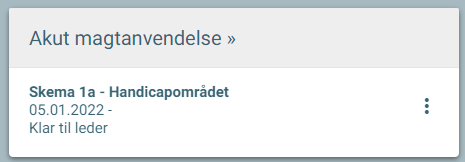 Akut magtanvendelse »
Skema 1a - Handicapområdet
05.01.2022 -
Klar til leder